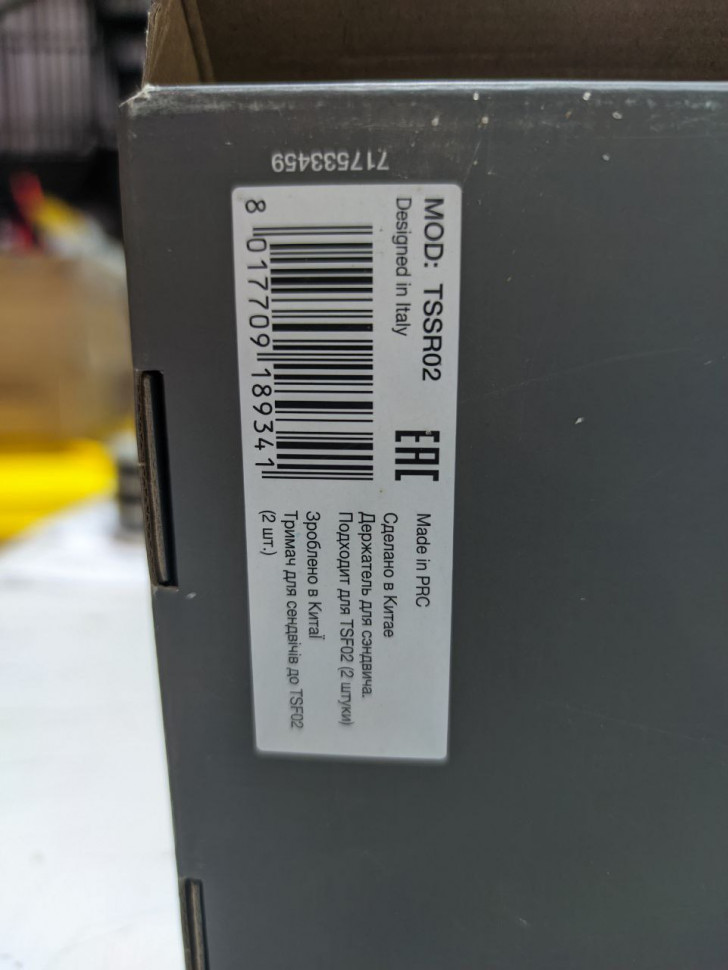 717533459
MOD: TSSR02
Designed in Italy
8 017709 189341
EAC
Made in PRC
Сделано в Китае
Держатель для сэндвича.
Подходит для TSF02 (2 штуки)
Зроблено в Китаї
Тримач для сендвічів до TSF02
(2 шт.)